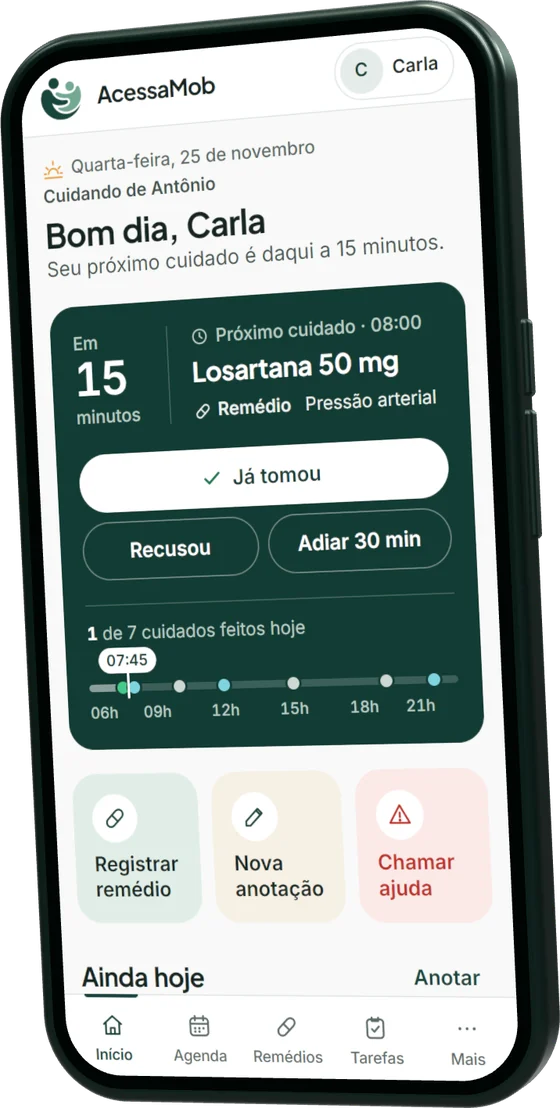 AcessaMob
C Carla
Quarta-feira, 25 de novembro
Cuidando de Antônio
Bom dia, Carla
Seu próximo cuidado é daqui a 15 minutos.
Em
15
minutos
Próximo cuidado · 08:00
Losartana 50 mg
Remédio Pressão arterial
Já tomou
Recusou
Adiar 30 min
1 de 7 cuidados feitos hoje
07:45
06h 09h 12h 15h 18h 21h
Registrar
remédio
Nova
anotação
Chamar
ajuda
Ainda hoje
Anotar
Início
Agenda
Remédios
Tarefas
Mais